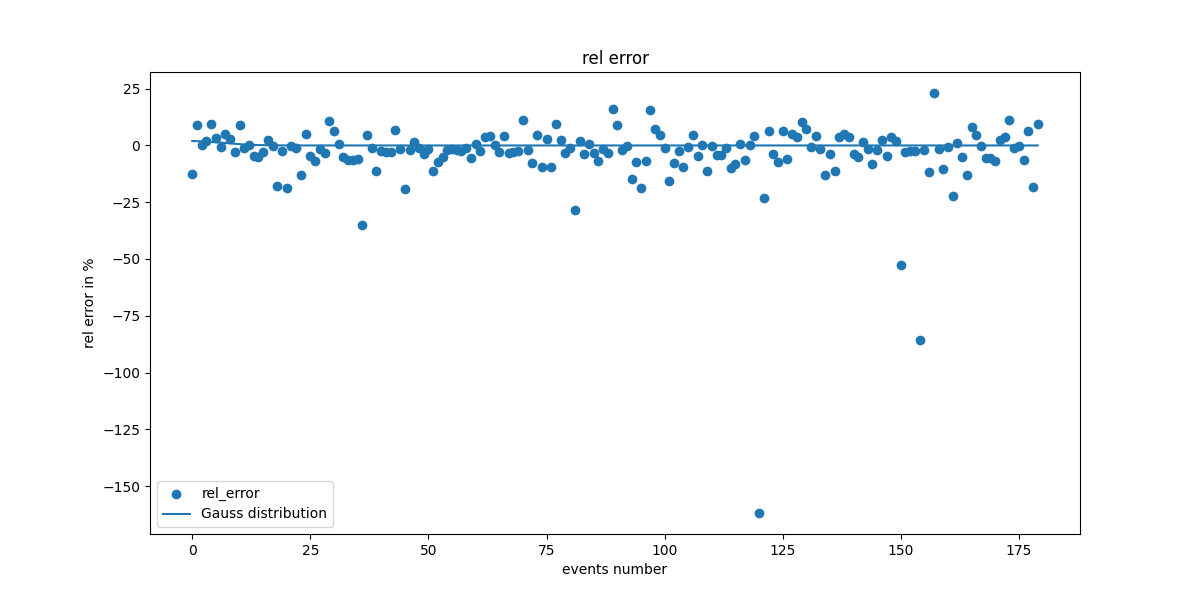 rel error
25
0
−25
−50
−75
−100
−125
−150
rel error in %
rel_error
Gauss distribution
0 25 50 75 100 125 150 175
events number